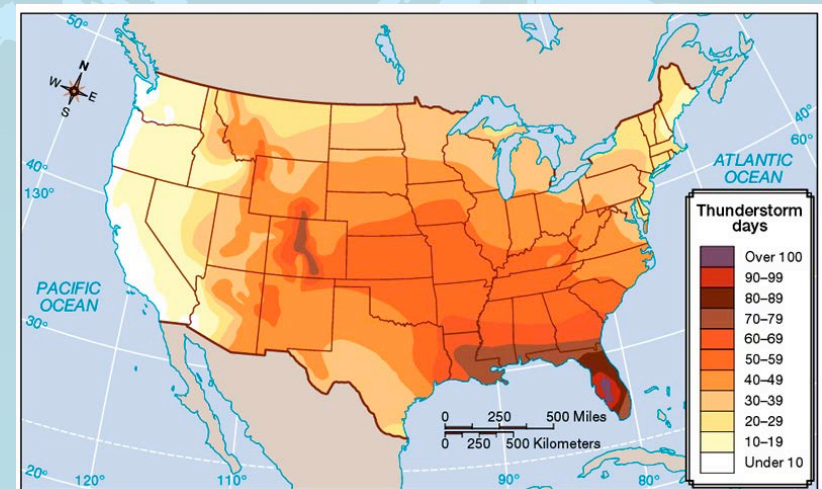 50°
N
W
E
S
40°
130°
PACIFIC
OCEAN
30°
20°
120°
110°
90°
80°
40°
60°
ATLANTIC
OCEAN
0 250 500 Miles
0 250 500 Kilometers
Thunderstorm
days
Over 100
90–99
80–89
70–79
60–69
50–59
40–49
30–39
20–29
10–19
Under 10